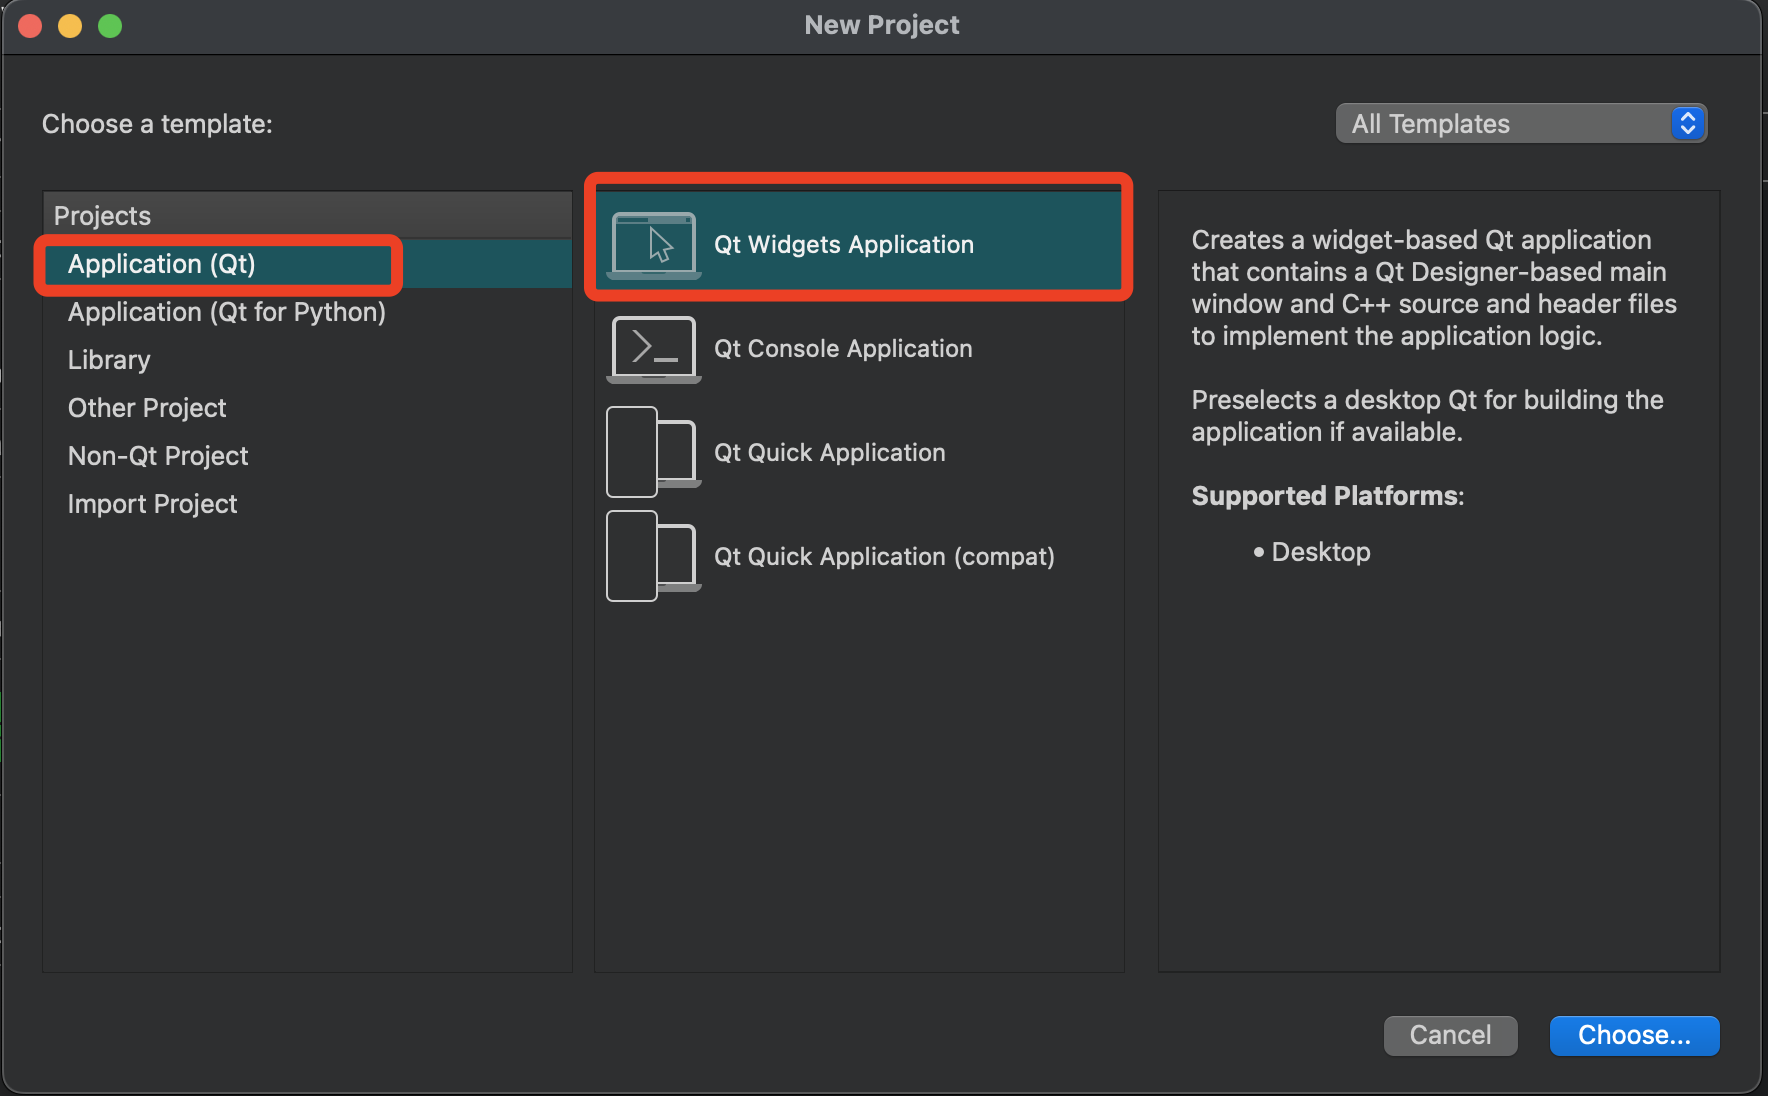 New Project
Choose a template:
All Templates
Projects
Application (Qt)
Application (Qt for Python)
Library
Other Project
Non-Qt Project
Import Project
Qt Widgets Application
Qt Console Application
Qt Quick Application
Qt Quick Application (compat)
Creates a widget-based Qt application
that contains a Qt Designer-based main
window and C++ source and header files
to implement the application logic.
Preselects a desktop Qt for building the
application if available.
Supported Platforms:
• Desktop
Cancel
Choose...